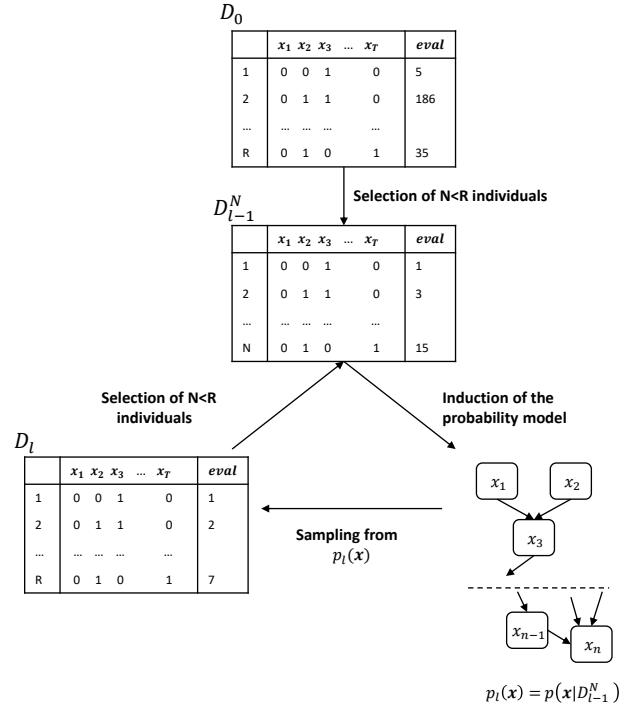 D_0
x_1 x_2 x_3 ... x_T eval
1 0 0 1 0 5
2 0 1 1 0 186
... ... ... ... ...
R 0 1 0 1 35
Selection of N<R individuals
D_{l-1}^N
x_1 x_2 x_3 ... x_T eval
1 0 0 1 0 1
2 0 1 1 0 3
... ... ... ... ...
N 0 1 0 1 15
Selection of N<R
individuals
Induction of the
probability model
D_l
x_1 x_2 x_3 ... x_T eval
1 0 0 1 0 1
2 0 1 1 0 2
... ... ... ... ...
R 0 1 0 1 7
Sampling from
p_l(x)
x_1 x_2
x_3
x_{n-1} x_n
p_l(x) = p(x|D_{l-1}^N)